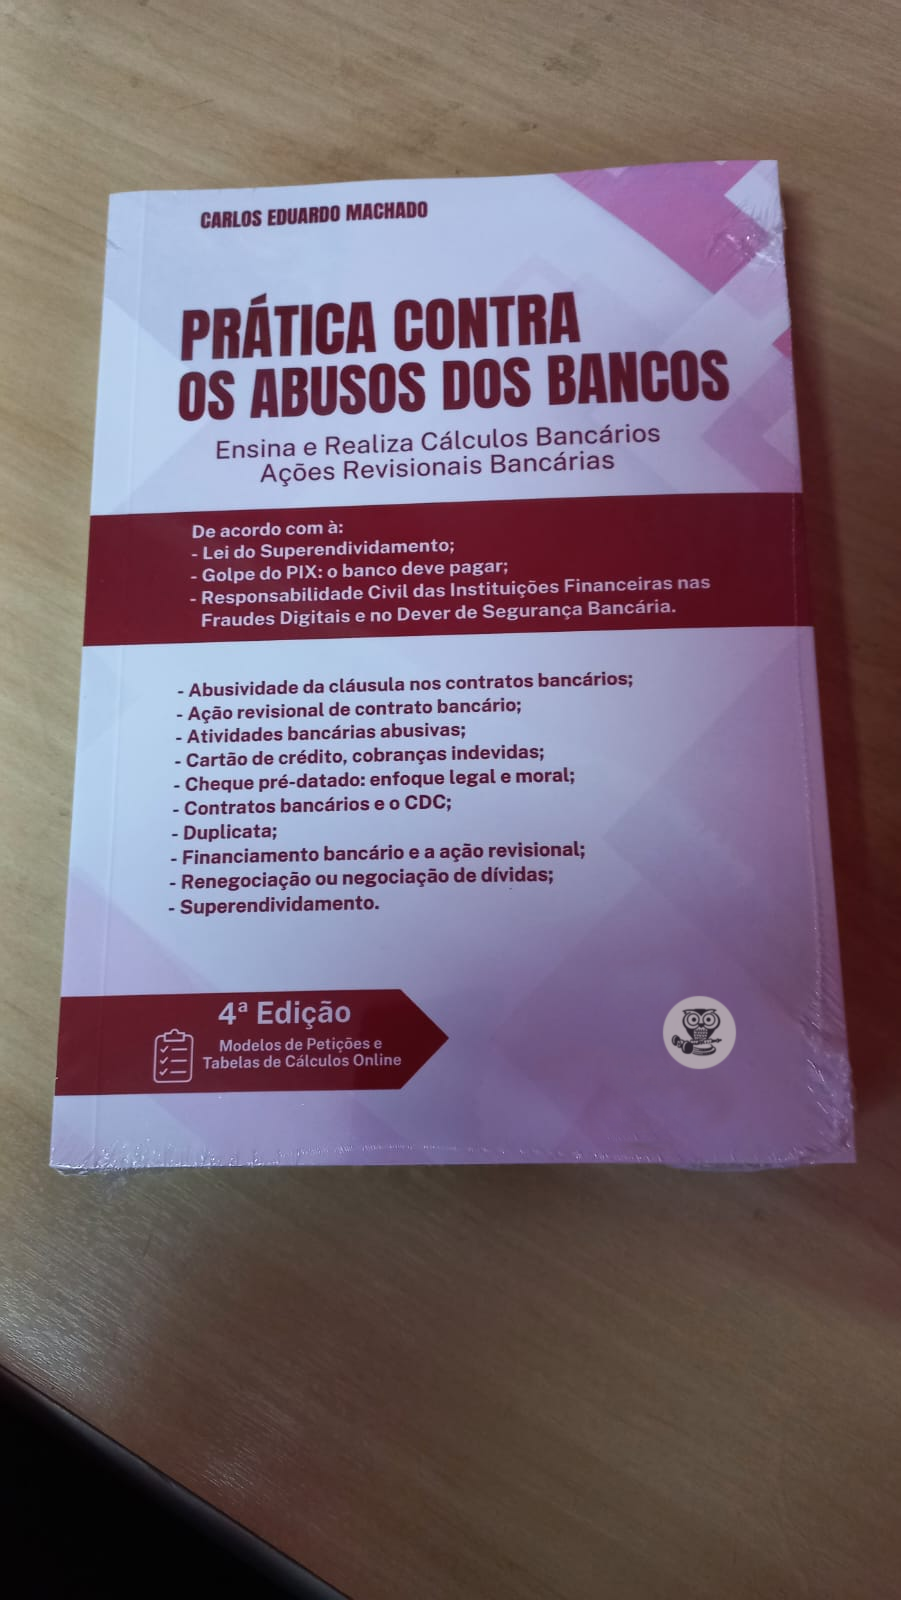 CARLOS EDUARDO MACHADO
PRÁTICA CONTRA
OS ABUSOS DOS BANCOS
Ensina e Realiza Cálculos Bancários
Ações Revisionais Bancárias
De acordo com à:
- Lei do Superendividamento;
- Golpe do PIX: o banco deve pagar;
- Responsabilidade Civil das Instituições Financeiras nas
Fraudes Digitais e no Dever de Segurança Bancária.
- Abusividade da cláusula nos contratos bancários;
- Ação revisional de contrato bancário;
- Atividades bancárias abusivas;
- Cartão de crédito, cobranças indevidas;
- Cheque pré-datado: enfoque legal e moral;
- Contratos bancários e o CDC;
- Duplicata;
- Financiamento bancário e a ação revisional;
- Renegociação ou negociação de dívidas;
- Superendividamento.
4ª Edição
Modelos de Petições e
Tabelas de Cálculos Online